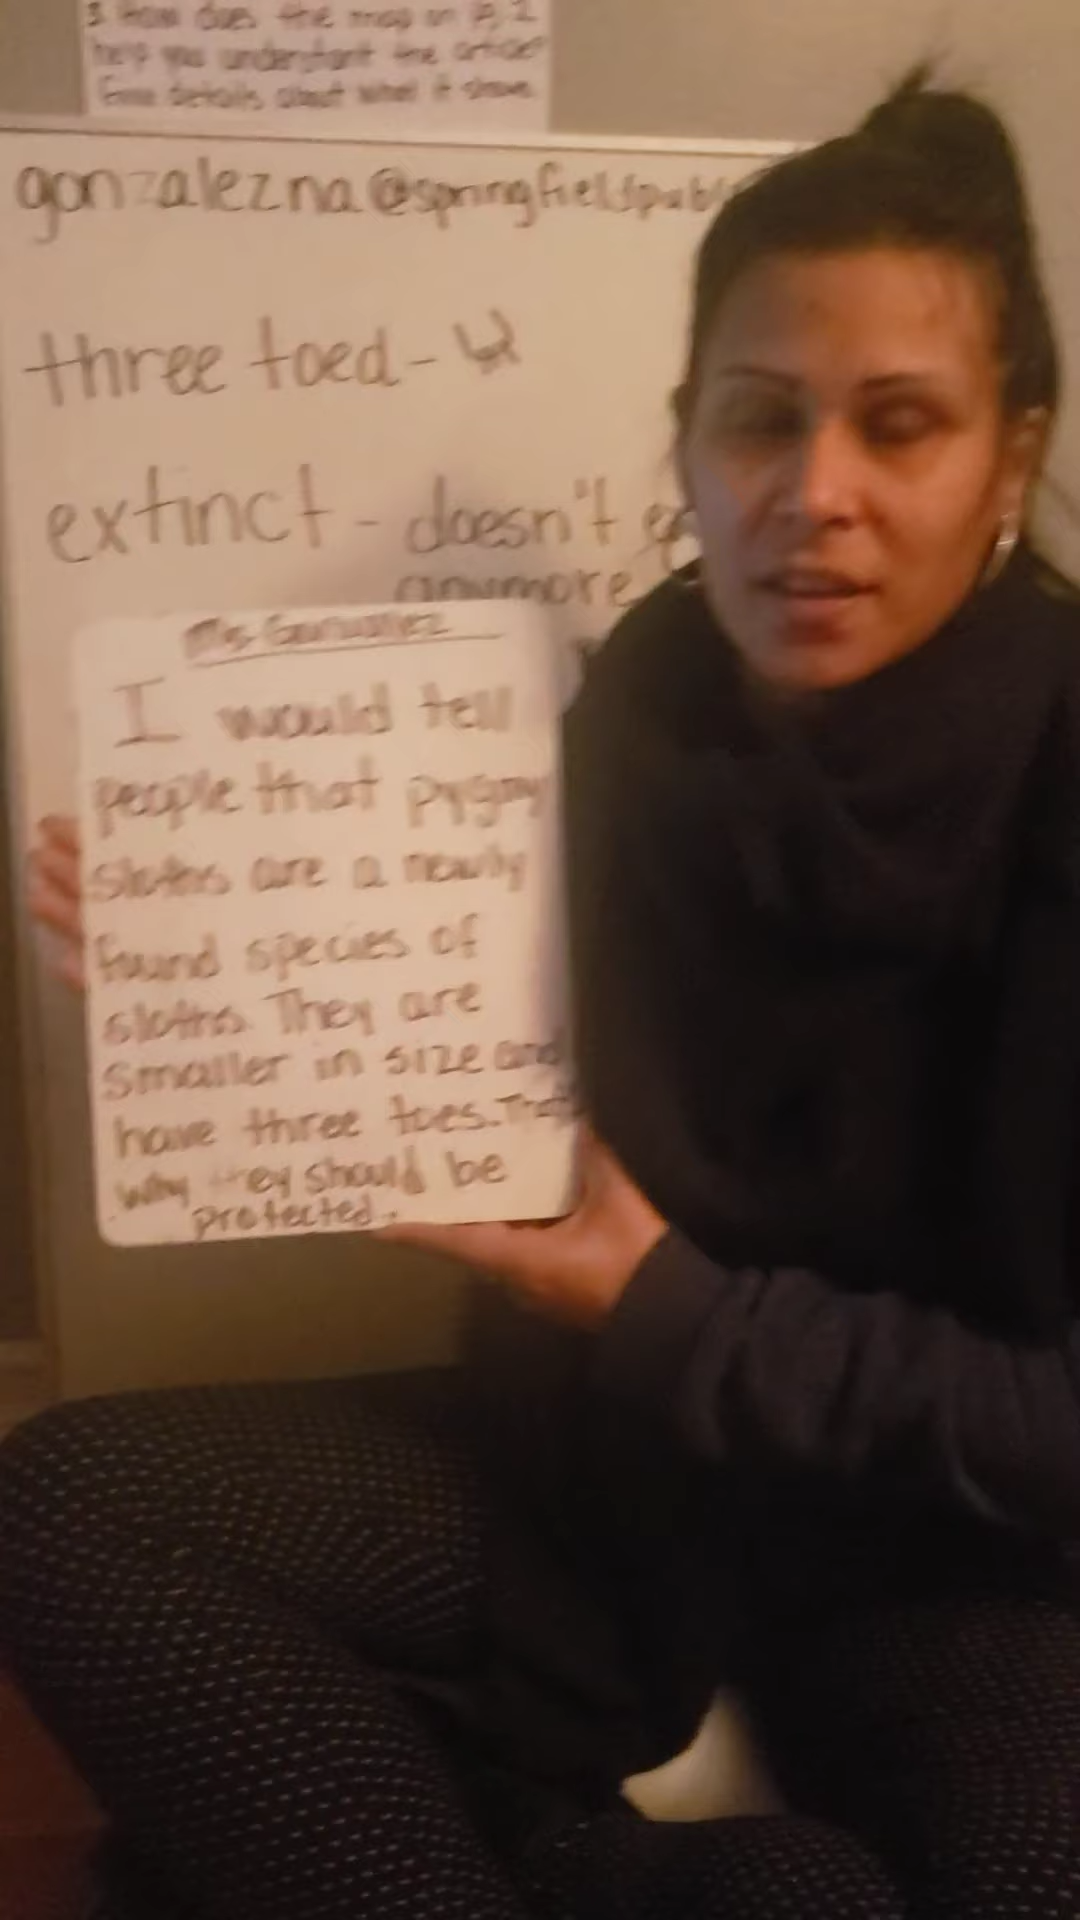 3. How does the map on pg. 2
help you understant the article?
Give details about what it shows.
gonzalezna@springfieldpub
three toed -
extinct - doesn't
anymore
Ms. Gonzalez
I would tell
people that pygmy
sloths are a newly
found species of
sloths. They are
smaller in size and
have three toes. That's
why they should be
protected.